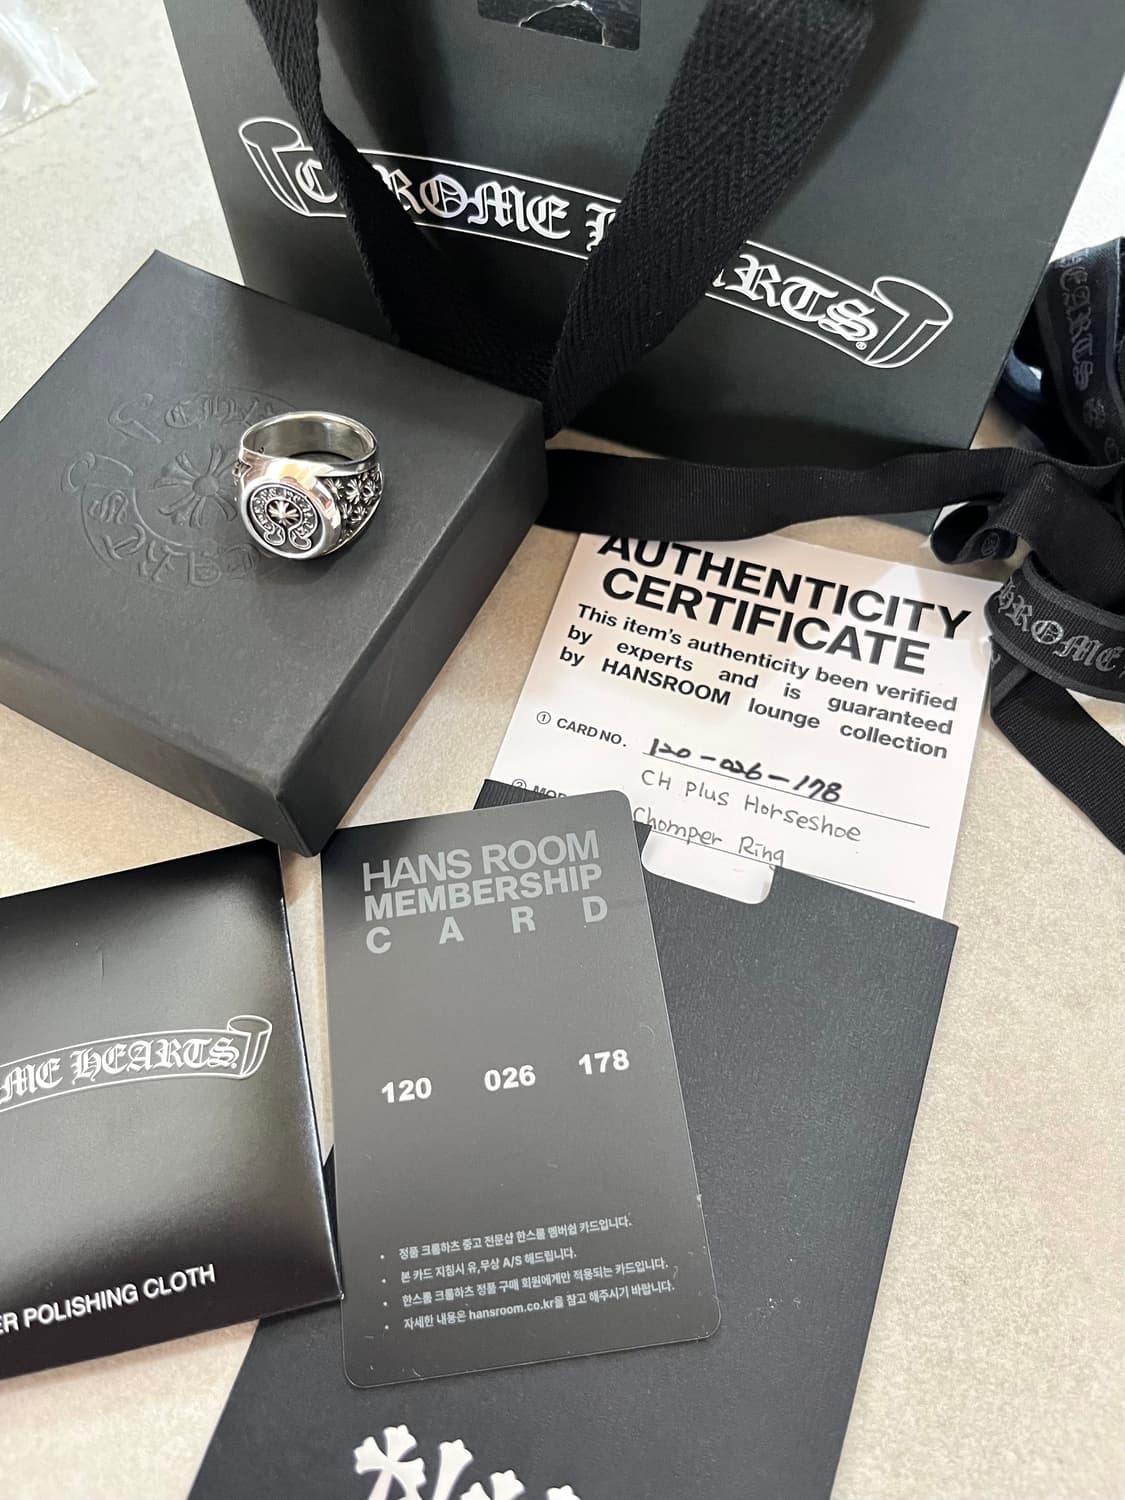 CHROME HEARTS
AUTHENTICITY
CERTIFICATE
This item's authenticity been verified
by experts and is guaranteed
by HANSROOM lounge collection
① CARD NO. 120-026-178
CH Plus Horseshoe
② MOD
Chomper Ring
HROME
HEARTS
HANS ROOM
MEMBERSHIP
CARD
120 026 178
• 정품 크롬하츠 중고 전문샵 한스룸 멤버쉽 카드입니다.
• 본 카드 지참시 유,무상 A/S 해드립니다.
• 한스룸 크롬하츠 정품 구매 회원에게만 적용되는 카드입니다.
• 자세한 내용은 hansroom.co.kr을 참고 해주시기 바랍니다.
OME HEARTS
ER POLISHING CLOTH